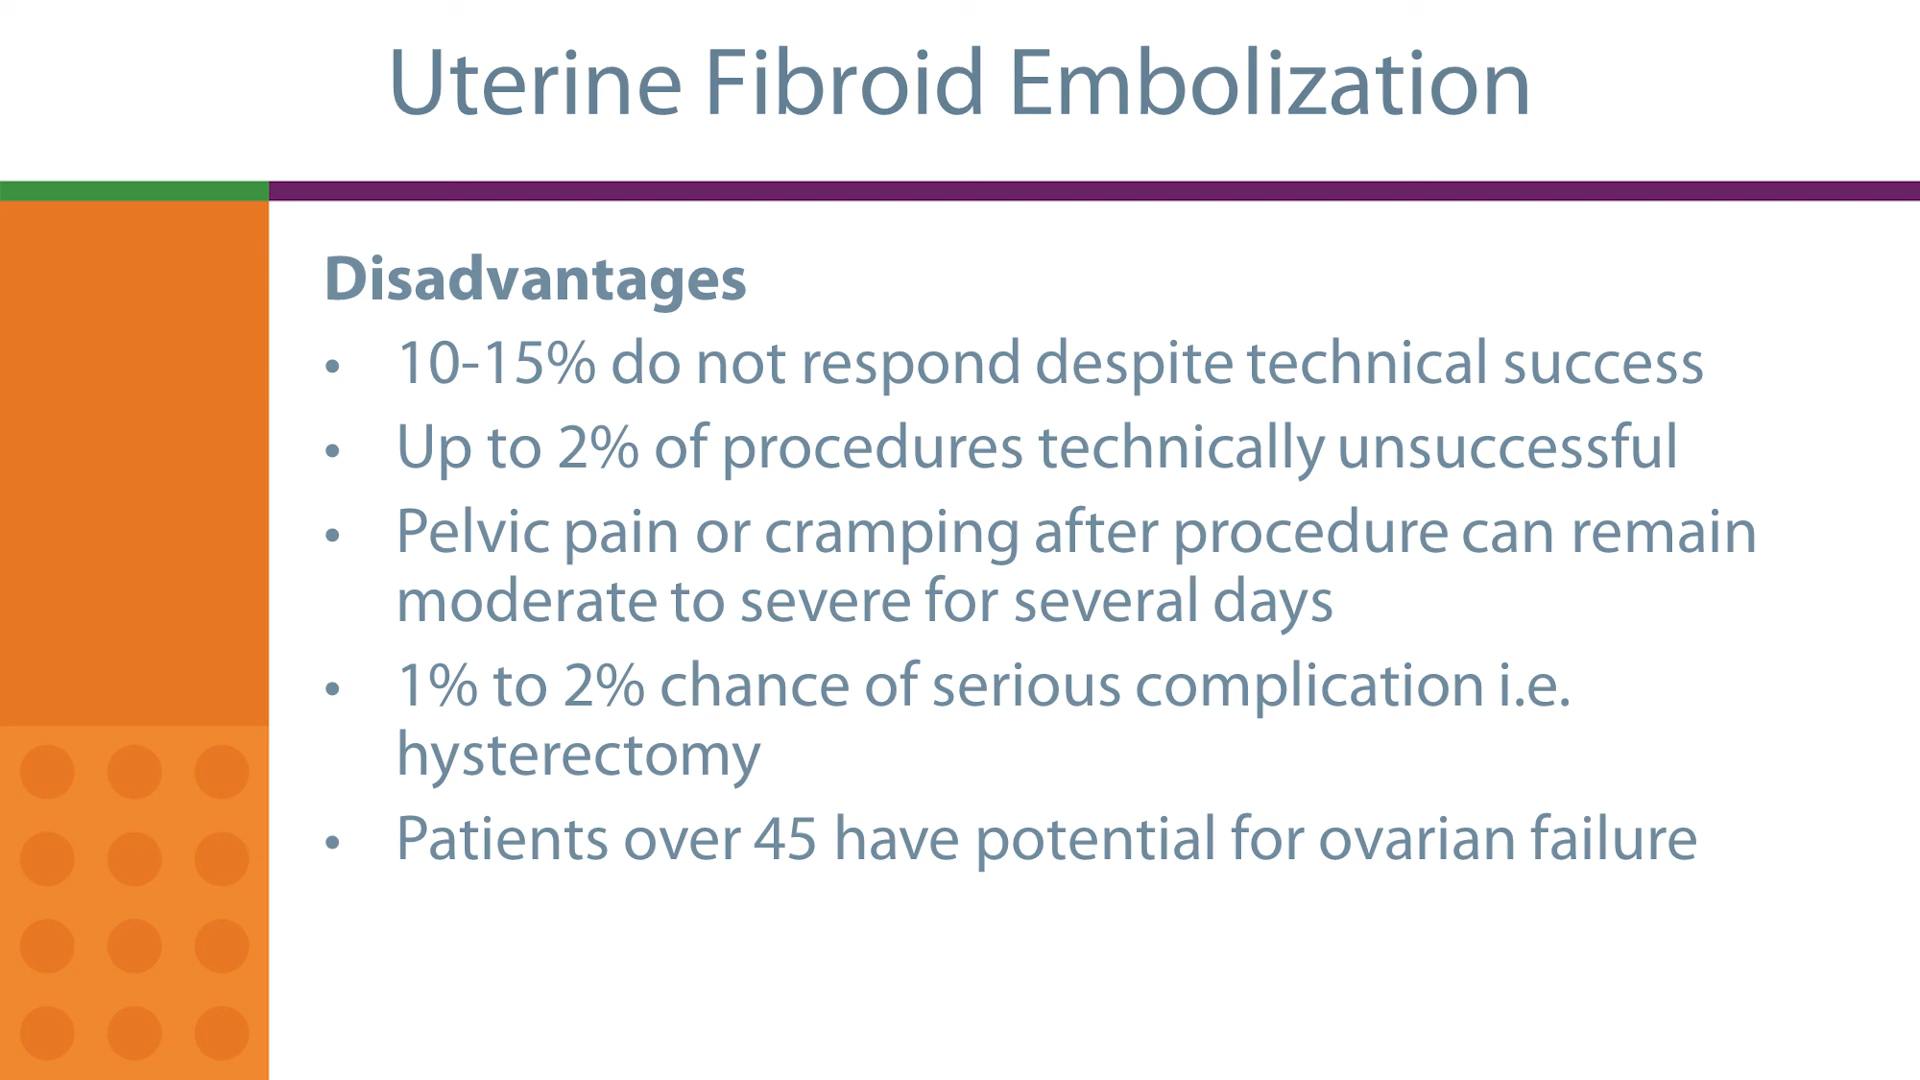 Uterine Fibroid Embolization
Disadvantages
• 10-15% do not respond despite technical success
• Up to 2% of procedures technically unsuccessful
• Pelvic pain or cramping after procedure can remain
moderate to severe for several days
• 1% to 2% chance of serious complication i.e.
hysterectomy
• Patients over 45 have potential for ovarian failure